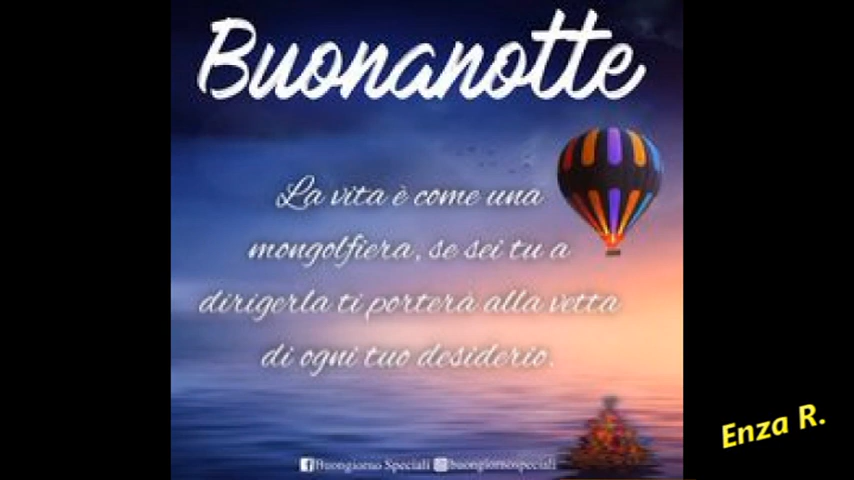 Buonanotte
La vita è come una
mongolfiera, se sei tu a
dirigerla ti porterà alla vetta
di ogni tuo desiderio.
Buongiorno Speciali buongiornospeciali
Enza R.